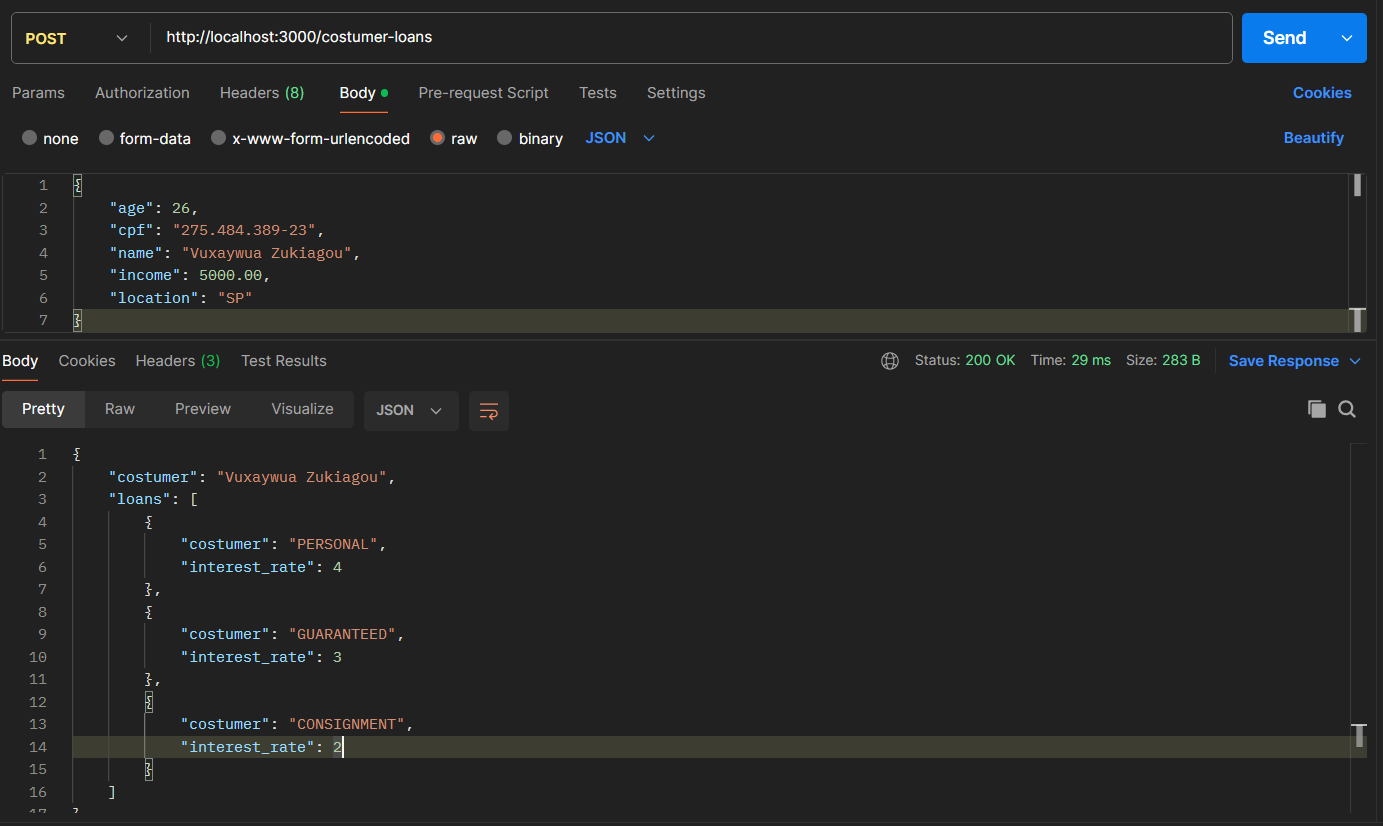 POST http://localhost:3000/costumer-loans Send
Params Authorization Headers (8) Body Pre-request Script Tests Settings Cookies
none form-data x-www-form-urlencoded raw binary JSON Beautify
1 {
2 "age": 26,
3 "cpf": "275.484.389-23",
4 "name": "Vuxaywua Zukiagou",
5 "income": 5000.00,
6 "location": "SP"
7 }
Body Cookies Headers (3) Test Results Status: 200 OK Time: 29 ms Size: 283 B Save Response
Pretty Raw Preview Visualize JSON
1 {
2 "costumer": "Vuxaywua Zukiagou",
3 "loans": [
4 {
5 "costumer": "PERSONAL",
6 "interest_rate": 4
7 },
8 {
9 "costumer": "GUARANTEED",
10 "interest_rate": 3
11 },
12 {
13 "costumer": "CONSIGNMENT",
14 "interest_rate": 2
15 }
16 ]
17 }